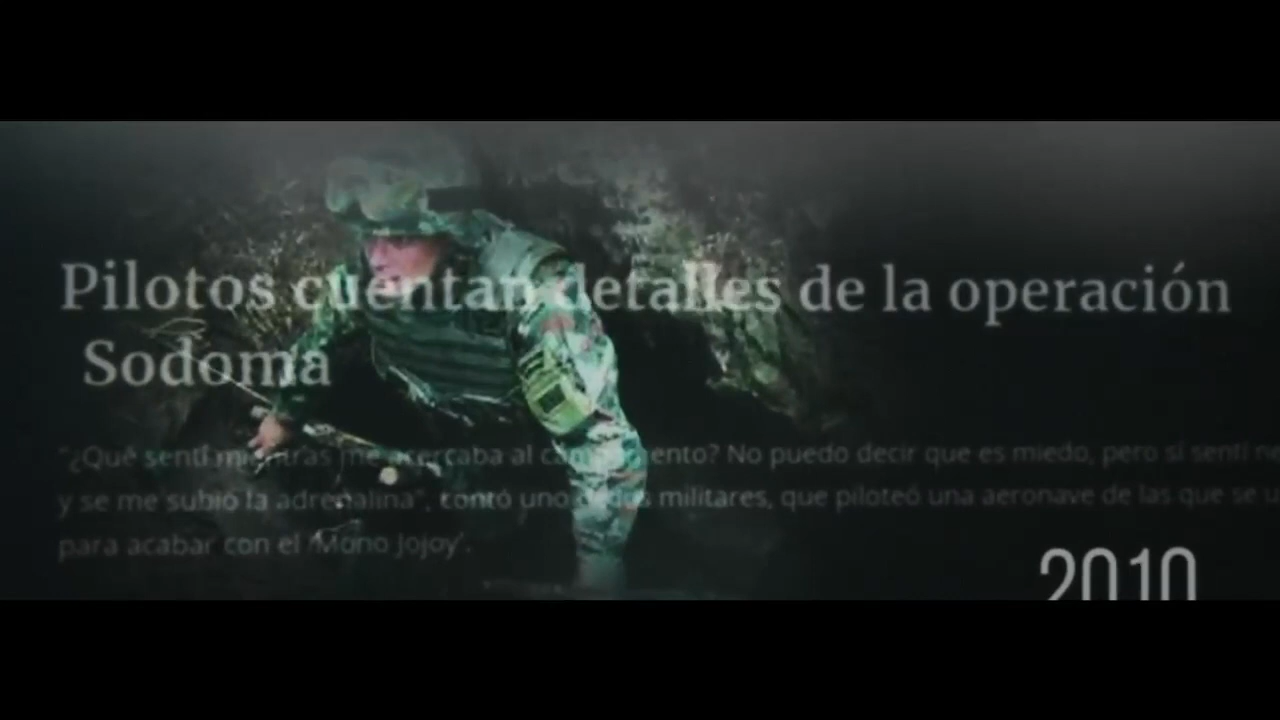 Pilotos cuentan detalles de la operación
Sodoma
"¿Qué sentí mientras me acercaba al campamento? No puedo decir que es miedo, pero sí sentí
y se me subió la adrenalina", contó uno de los militares, que piloteó una aeronave de las que se
para acabar con el 'Mono Jojoy'.
2010